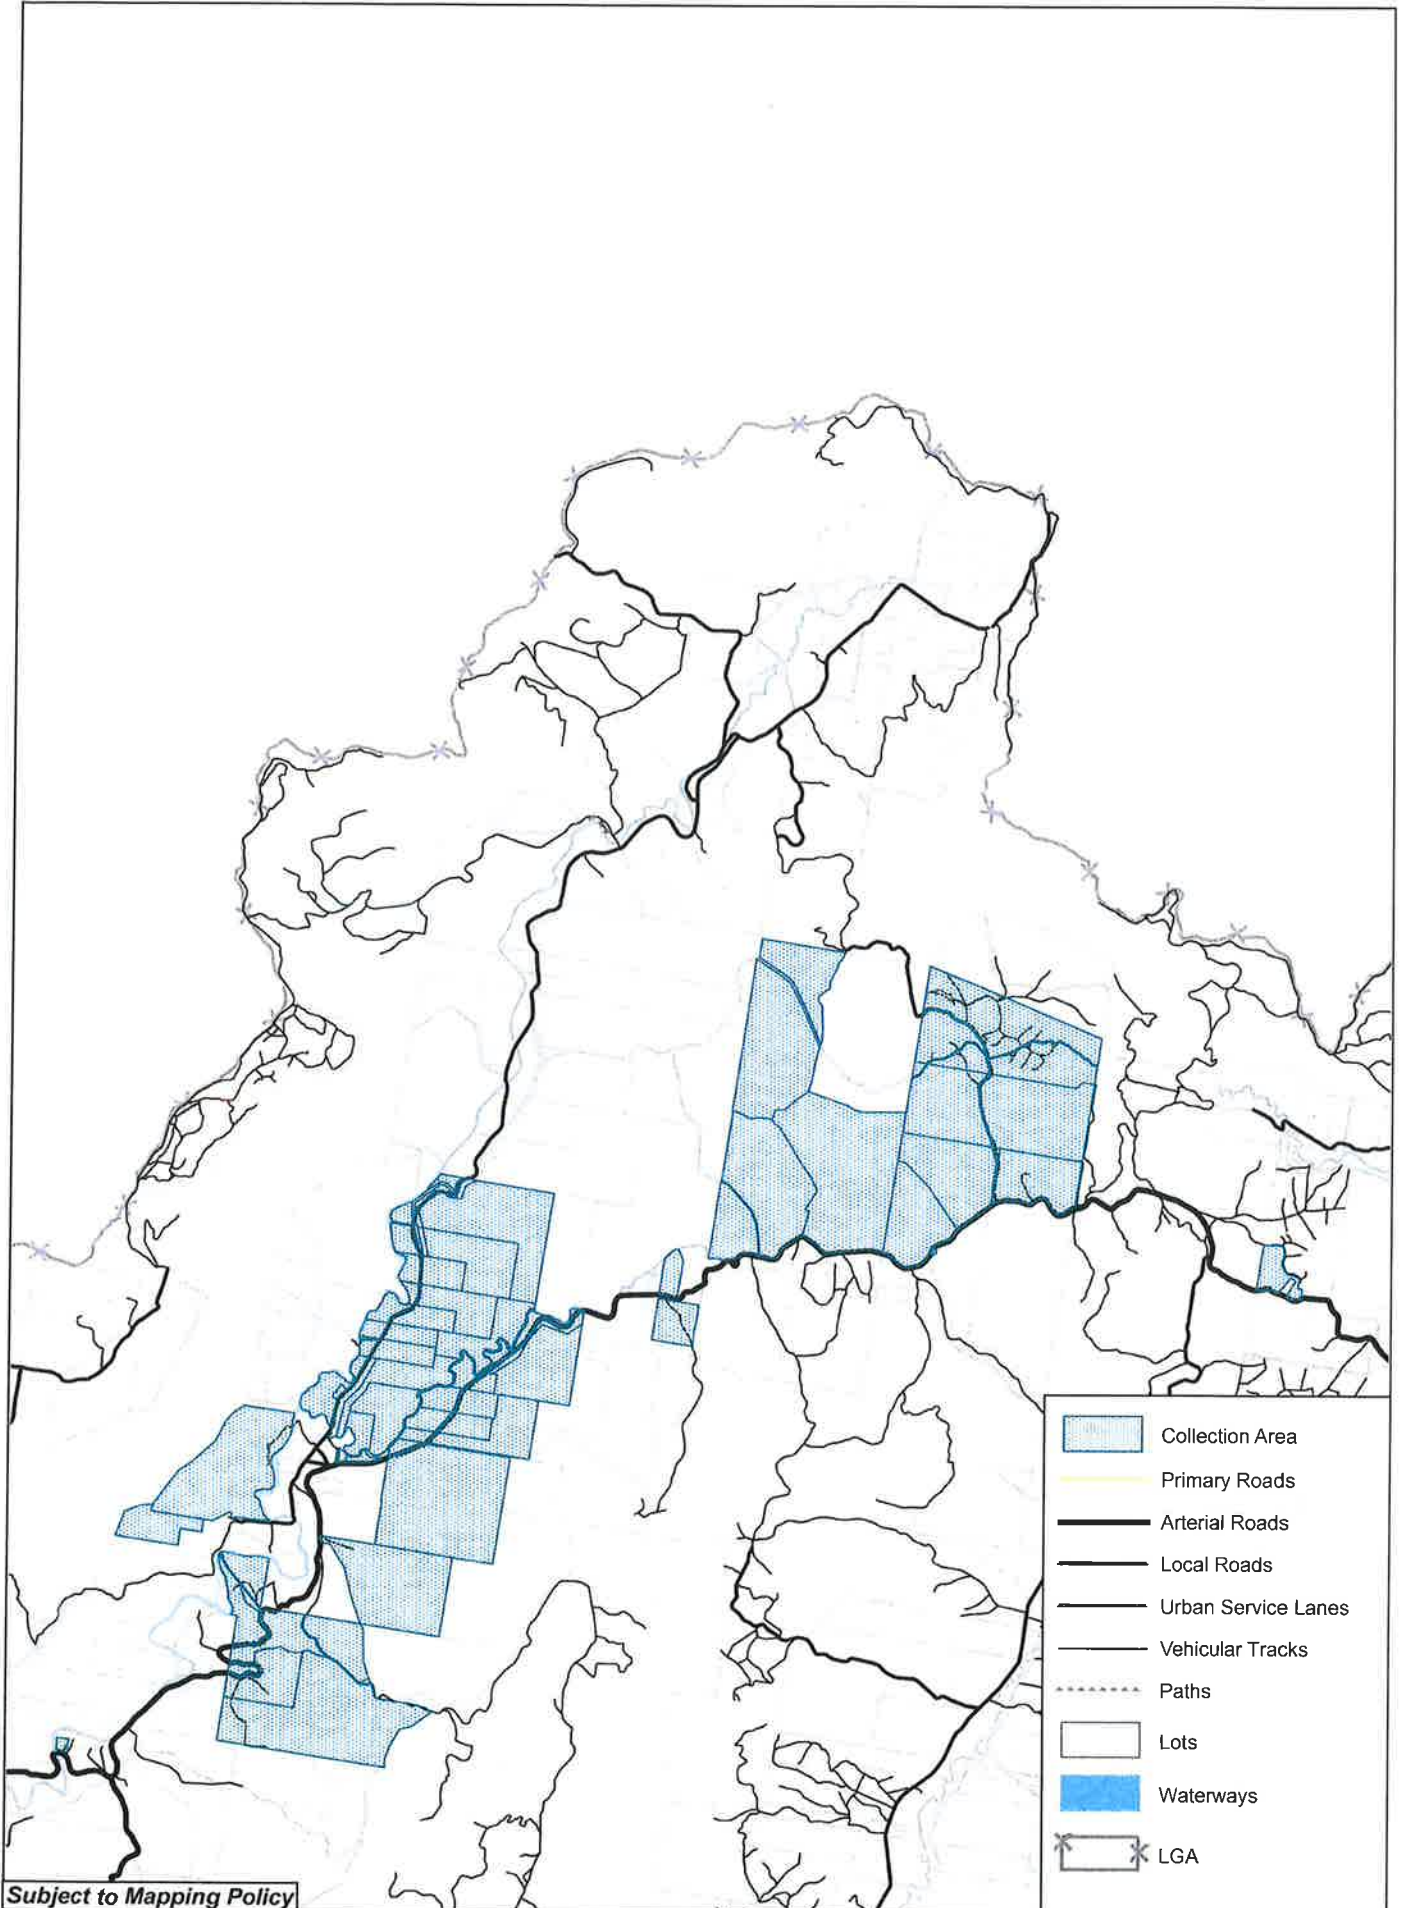 Collection Area
Primary Roads
Arterial Roads
Local Roads
Urban Service Lanes
Vehicular Tracks
Paths
Lots
Waterways
LGA
Subject to Mapping Policy